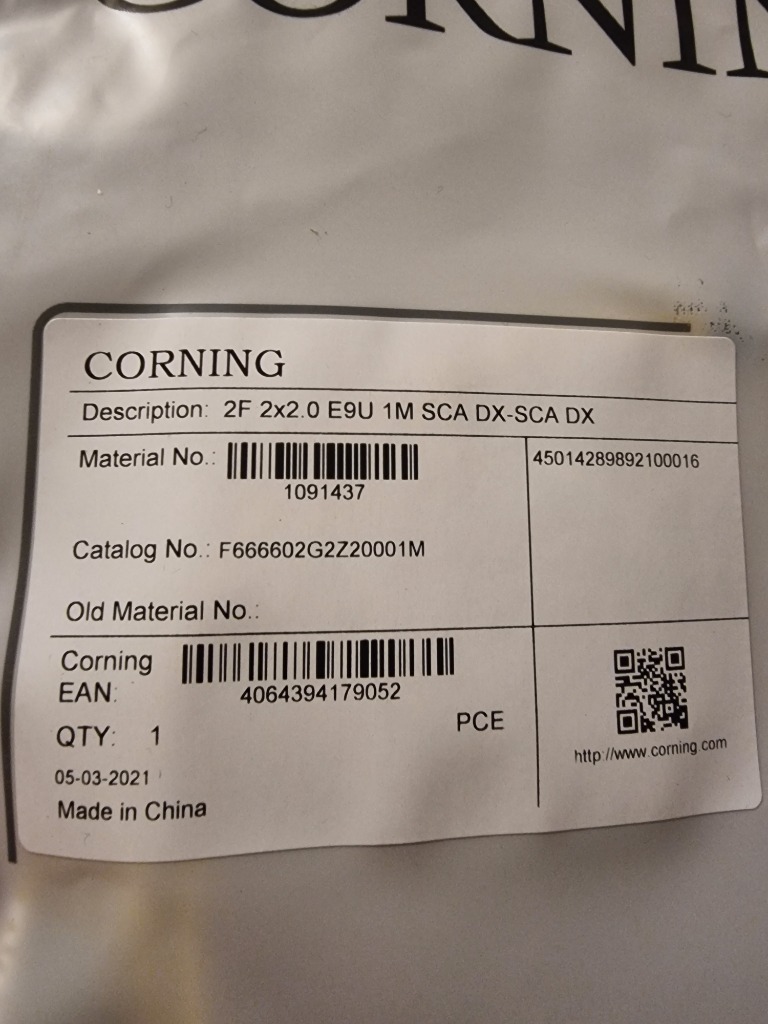 CORNIN
CORNING
Description: 2F 2x2.0 E9U 1M SCA DX-SCA DX
Material No.:
1091437
45014289892100016
Catalog No.: F666602G2Z20001M
Old Material No.:
Corning
EAN:
4064394179052
QTY: 1
PCE
http://www.corning.com
05-03-2021
Made in China